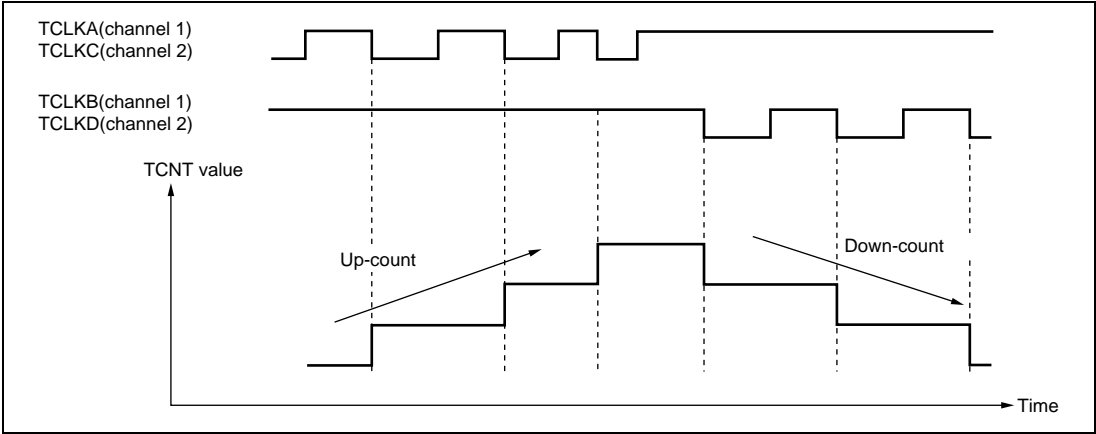 TCLKA(channel 1)
TCLKC(channel 2)
TCLKB(channel 1)
TCLKD(channel 2)
TCNT value
Up-count
Down-count
Time